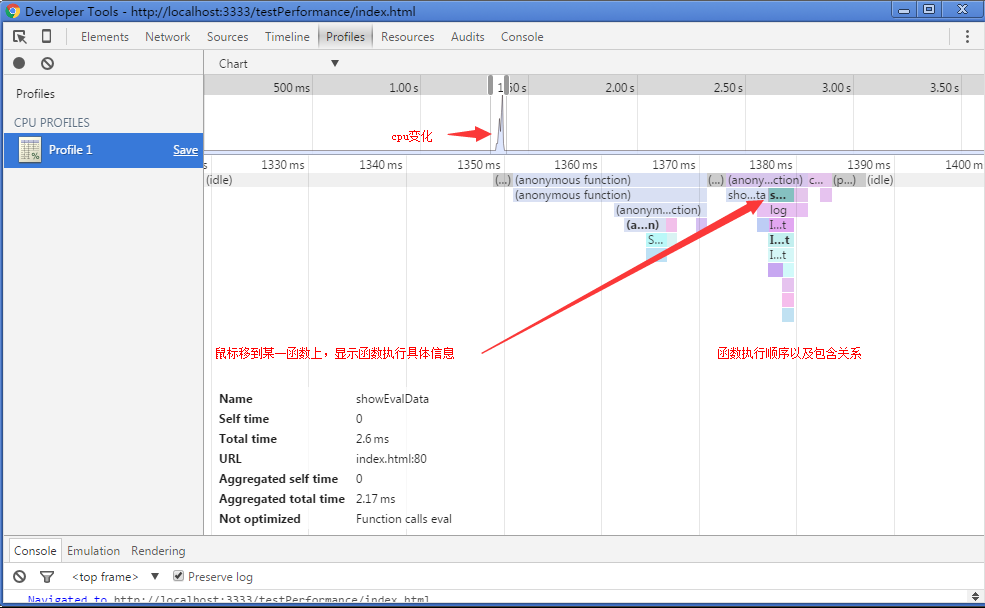 Developer Tools - http://localhost:3333/testPerformance/index.html
Elements Network Sources Timeline Profiles Resources Audits Console
Chart ▼
Profiles
CPU PROFILES
Profile 1 Save
500 ms 1.00 s 1.50 s 2.00 s 2.50 s 3.00 s 3.50 s
cpu变化
s 1330 ms 1340 ms 1350 ms 1360 ms 1370 ms 1380 ms 1390 ms 1400 m
(idle) (...) (anonymous function) (...) (anony...ction) c... (p...) (idle)
(anonymous function) sho...ta s...
(anonym...ction) log
(a...n) I...t
S... I...t
I...t
鼠标移到某一函数上，显示函数执行具体信息
函数执行顺序以及包含关系
Name showEvalData
Self time 0
Total time 2.6 ms
URL index.html:80
Aggregated self time 0
Aggregated total time 2.17 ms
Not optimized Function calls eval
Console Emulation Rendering
<top frame> ▼ Preserve log
Navigated to http://localhost:3333/testPerformance/index.html